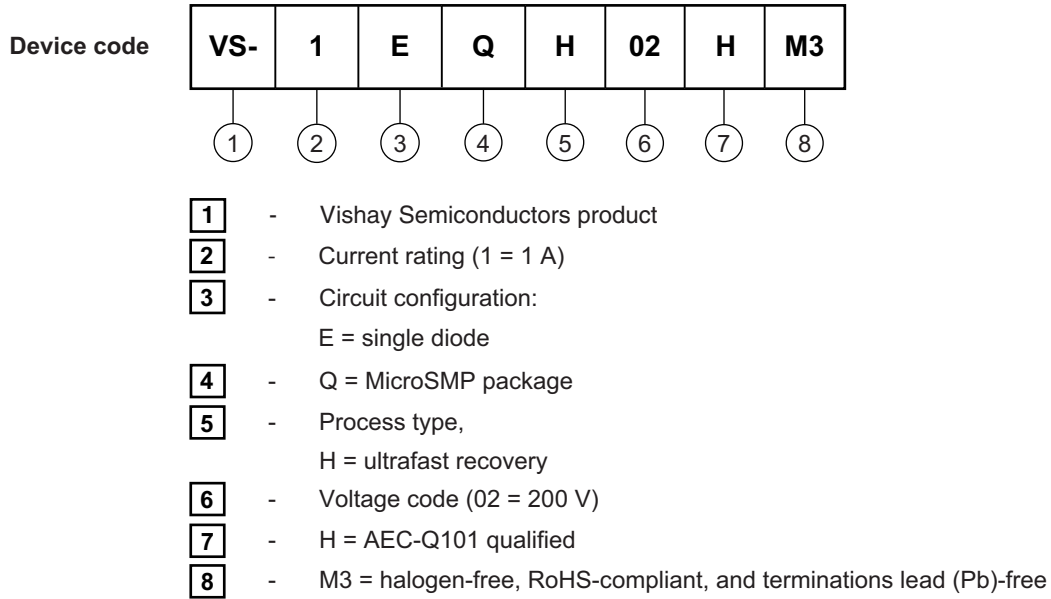 Device code VS- 1 E Q H 02 H M3
1 2 3 4 5 6 7 8
1 - Vishay Semiconductors product
2 - Current rating (1 = 1 A)
3 - Circuit configuration:
E = single diode
4 - Q = MicroSMP package
5 - Process type,
H = ultrafast recovery
6 - Voltage code (02 = 200 V)
7 - H = AEC-Q101 qualified
8 - M3 = halogen-free, RoHS-compliant, and terminations lead (Pb)-free